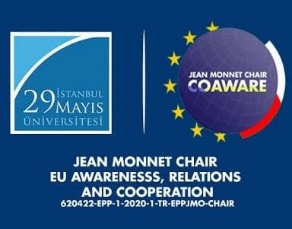 İSTANBUL
29 MAYIS
ÜNİVERSİTESİ
JEAN MONNET CHAIR
COAWARE
JEAN MONNET CHAIR
EU AWARENESSS, RELATIONS
AND COOPERATION
620422-EPP-1-2020-1-TR-EPPJMO-CHAIR